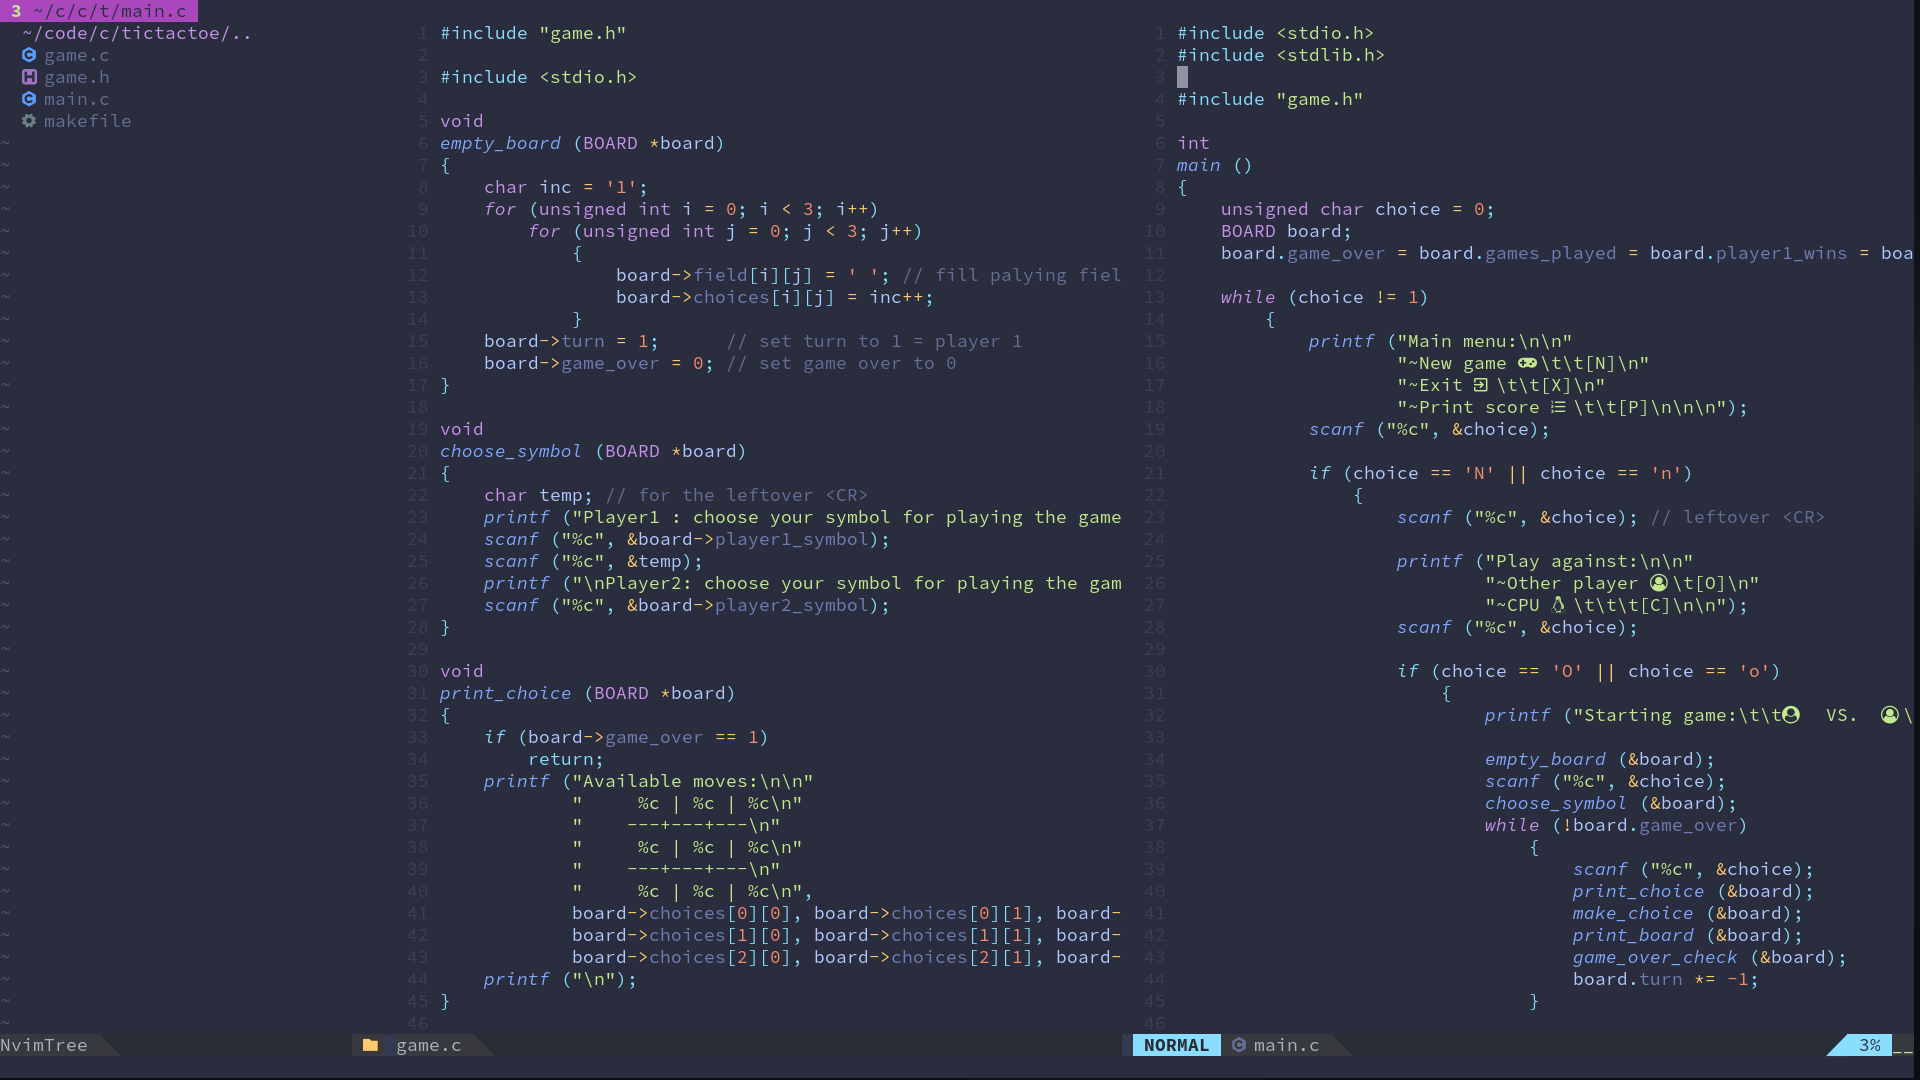 3 ~/c/c/t/main.c
~/code/c/tictactoe/..
game.c
game.h
main.c
makefile
1 #include "game.h"
2
3 #include <stdio.h>
4
5 void
6 empty_board (BOARD *board)
7 {
8     char inc = '1';
9     for (unsigned int i = 0; i < 3; i++)
10         for (unsigned int j = 0; j < 3; j++)
11             {
12                 board->field[i][j] = ' '; // fill palying fiel
13                 board->choices[i][j] = inc++;
14             }
15     board->turn = 1;      // set turn to 1 = player 1
16     board->game_over = 0; // set game over to 0
17 }
18
19 void
20 choose_symbol (BOARD *board)
21 {
22     char temp; // for the leftover <CR>
23     printf ("Player1 : choose your symbol for playing the game
24     scanf ("%c", &board->player1_symbol);
25     scanf ("%c", &temp);
26     printf ("\nPlayer2: choose your symbol for playing the gam
27     scanf ("%c", &board->player2_symbol);
28 }
29
30 void
31 print_choice (BOARD *board)
32 {
33     if (board->game_over == 1)
34         return;
35     printf ("Available moves:\n\n"
36             "     %c | %c | %c\n"
37             "    ---+---+---\n"
38             "     %c | %c | %c\n"
39             "    ---+---+---\n"
40             "     %c | %c | %c\n",
41             board->choices[0][0], board->choices[0][1], board-
42             board->choices[1][0], board->choices[1][1], board-
43             board->choices[2][0], board->choices[2][1], board-
44     printf ("\n");
45 }
46
1 #include <stdio.h>
2 #include <stdlib.h>
3
4 #include "game.h"
5
6 int
7 main ()
8 {
9     unsigned char choice = 0;
10     BOARD board;
11     board.game_over = board.games_played = board.player1_wins = boa
12
13     while (choice != 1)
14         {
15             printf ("Main menu:\n\n"
16                     "~New game \t\t[N]\n"
17                     "~Exit \t\t[X]\n"
18                     "~Print score \t\t[P]\n\n\n");
19             scanf ("%c", &choice);
20
21             if (choice == 'N' || choice == 'n')
22                 {
23                     scanf ("%c", &choice); // leftover <CR>
24
25                     printf ("Play against:\n\n"
26                             "~Other player \t[O]\n"
27                             "~CPU \t\t\t[C]\n\n");
28                     scanf ("%c", &choice);
29
30                     if (choice == 'O' || choice == 'o')
31                         {
32                             printf ("Starting game:\t\t  VS.  \
33
34                             empty_board (&board);
35                             scanf ("%c", &choice);
36                             choose_symbol (&board);
37                             while (!board.game_over)
38                                 {
39                                     scanf ("%c", &choice);
40                                     print_choice (&board);
41                                     make_choice (&board);
42                                     print_board (&board);
43                                     game_over_check (&board);
44                                     board.turn *= -1;
45                                 }
46
NvimTree
game.c
NORMAL main.c 3%